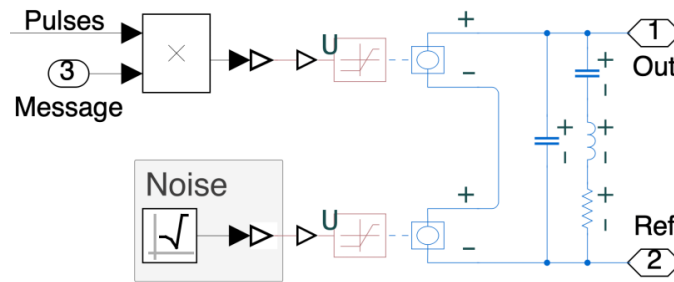 Pulses
×
3
Message
U
+
−
1
Out
+
−
+
−
+
−
+
−
Noise
U
+
−
Ref
2